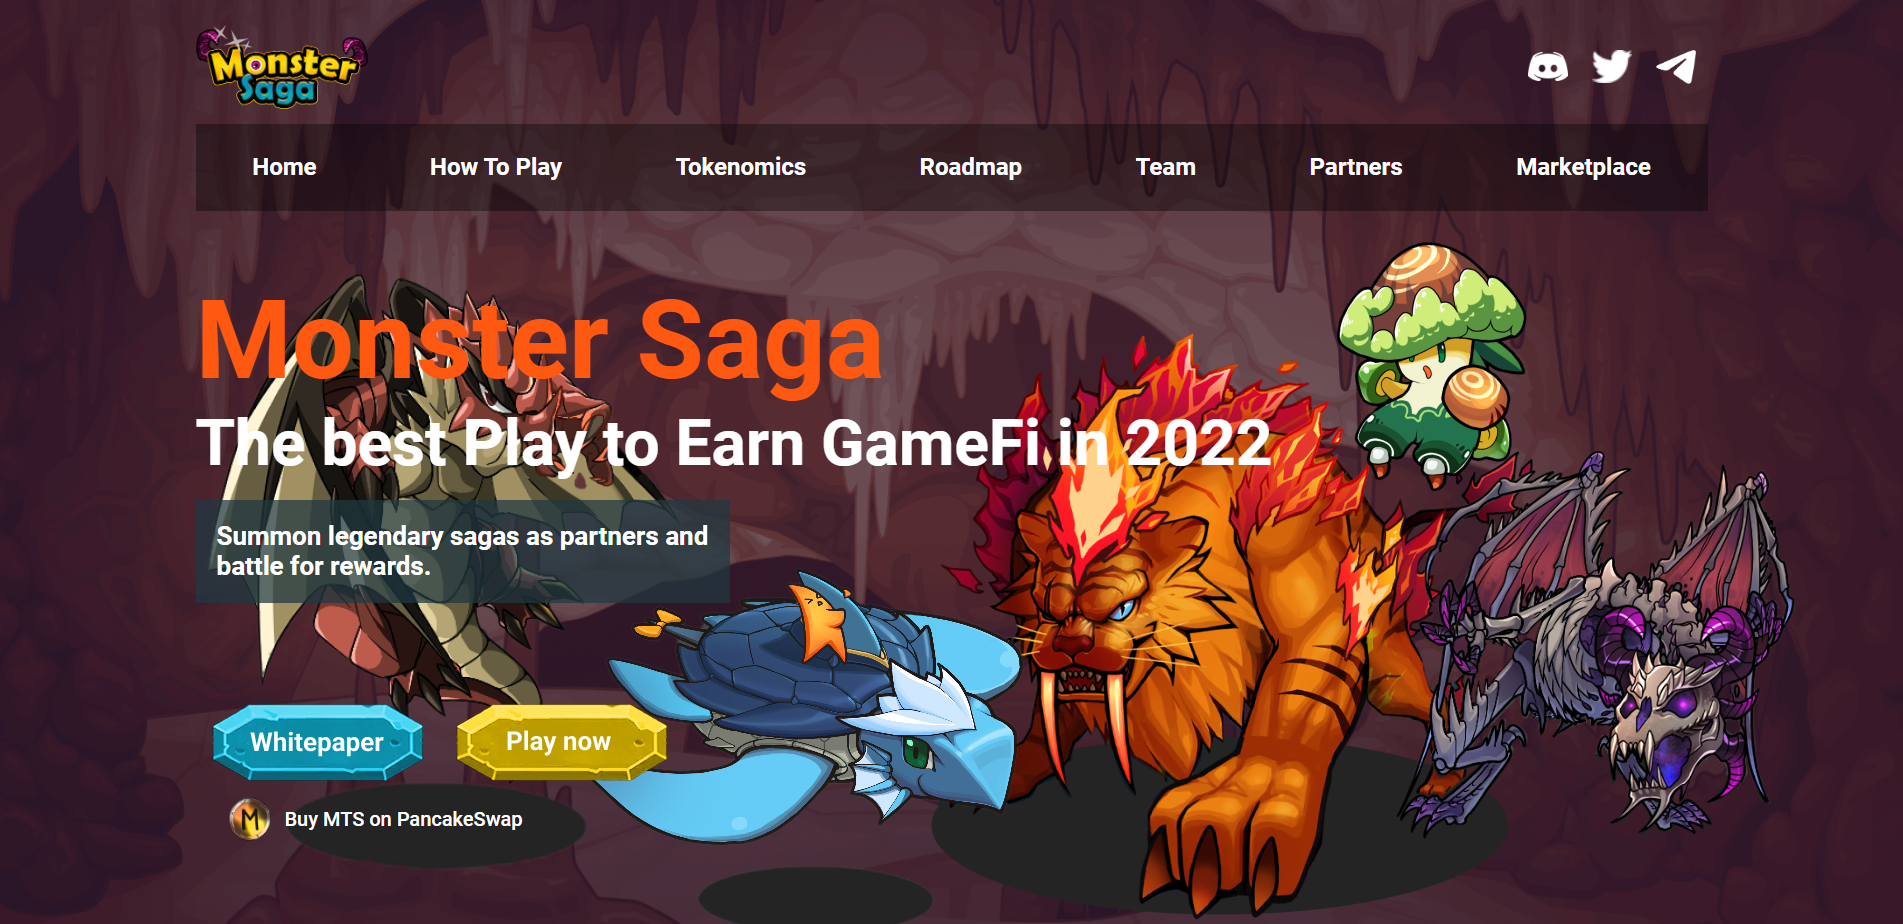 Monster
Saga
Home How To Play Tokenomics Roadmap Team Partners Marketplace
Monster Saga
The best Play to Earn GameFi in 2022
Summon legendary sagas as partners and
battle for rewards.
Whitepaper Play now
M Buy MTS on PancakeSwap